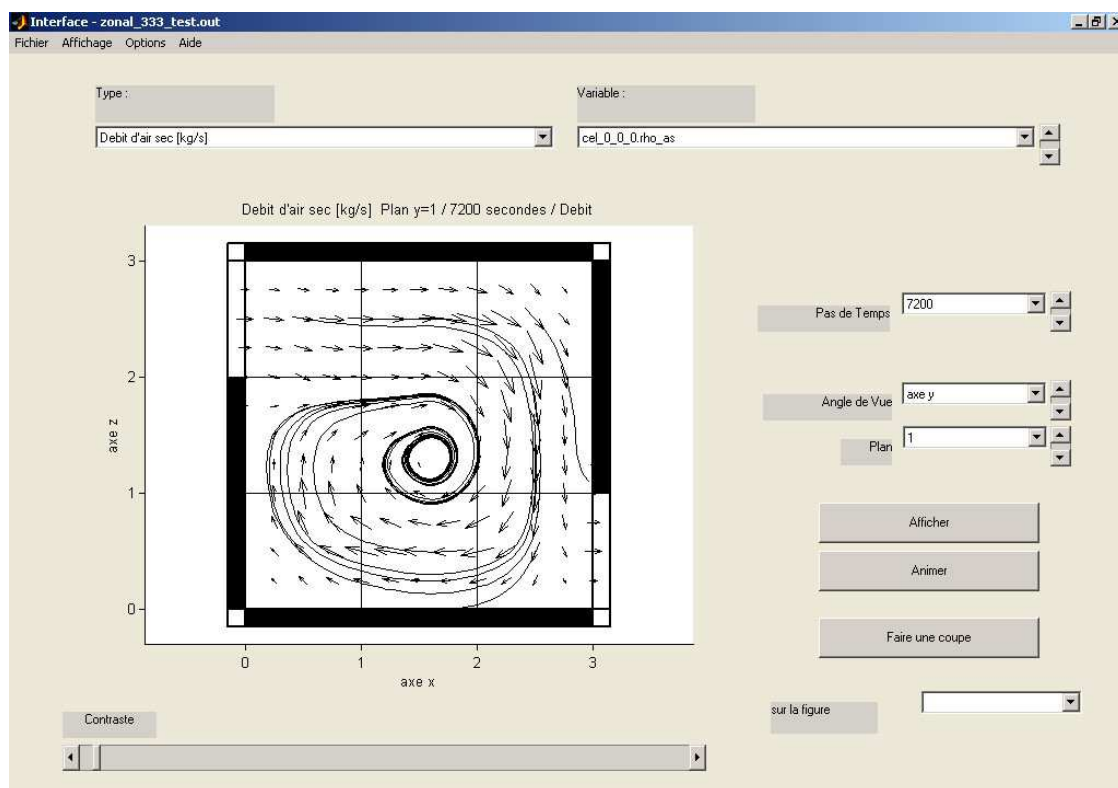 Interface - zonal_333_test.out
Fichier Affichage Options Aide
Type :
Variable :
Debit d'air sec [kg/s]
cel_0_0_0.rho_as
Debit d'air sec [kg/s] Plan y=1 / 7200 secondes / Debit
3
2
1
0
axe z
0 1 2 3
axe x
Pas de Temps 7200
Angle de Vue axe y
Plan 1
Afficher
Animer
Faire une coupe
sur la figure
Contraste